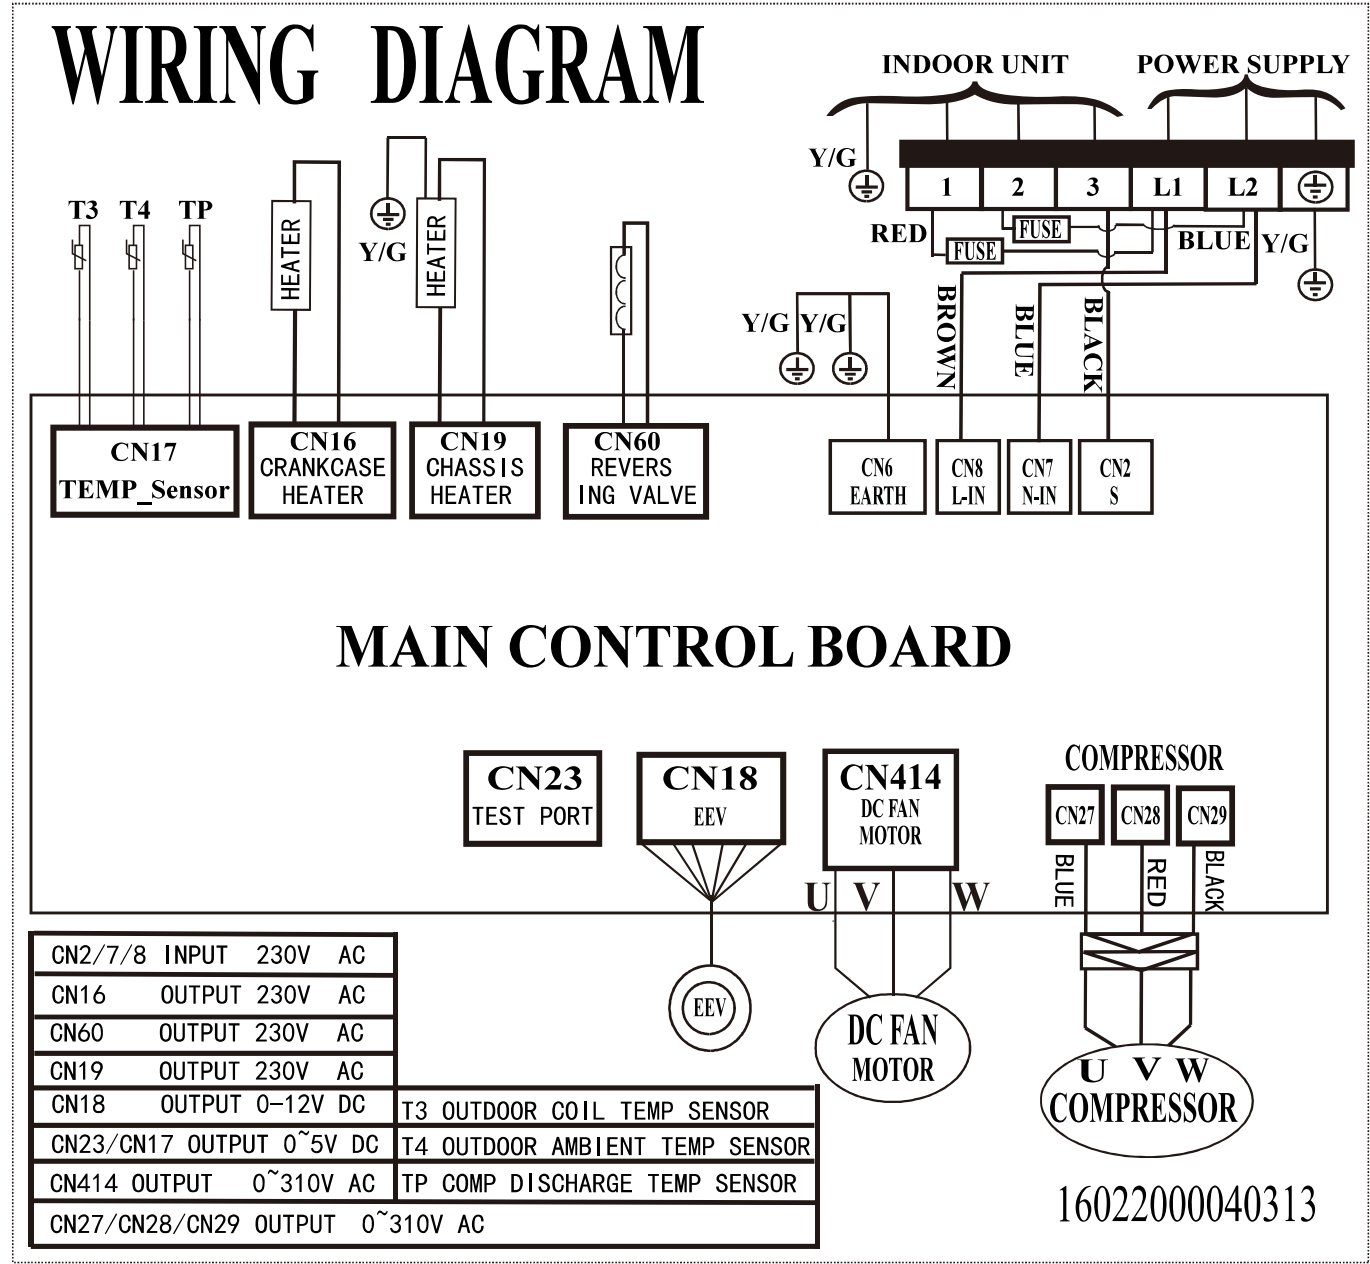 WIRING DIAGRAM
INDOOR UNIT POWER SUPPLY
Y/G
1 2 3 L1 L2
RED FUSE BLUE Y/G
FUSE
T3 T4 TP
HEATER
Y/G
HEATER
Y/G Y/G
BROWN
BLUE
BLACK
CN17
TEMP_Sensor
CN16
CRANKCASE
HEATER
CN19
CHASSIS
HEATER
CN60
REVERS
ING VALVE
CN6
EARTH
CN8
L-IN
CN7
N-IN
CN2
S
MAIN CONTROL BOARD
CN23
TEST PORT
CN18
EEV
CN414
DC FAN
MOTOR
COMPRESSOR
CN27 CN28 CN29
BLUE
RED
BLACK
U V W
EEV
DC FAN
MOTOR
U V W
COMPRESSOR
CN2/7/8 INPUT 230V AC
CN16 OUTPUT 230V AC
CN60 OUTPUT 230V AC
CN19 OUTPUT 230V AC
CN18 OUTPUT 0-12V DC
CN23/CN17 OUTPUT 0~5V DC
CN414 OUTPUT 0~310V AC
CN27/CN28/CN29 OUTPUT 0~310V AC
T3 OUTDOOR COIL TEMP SENSOR
T4 OUTDOOR AMBIENT TEMP SENSOR
TP COMP DISCHARGE TEMP SENSOR
16022000040313